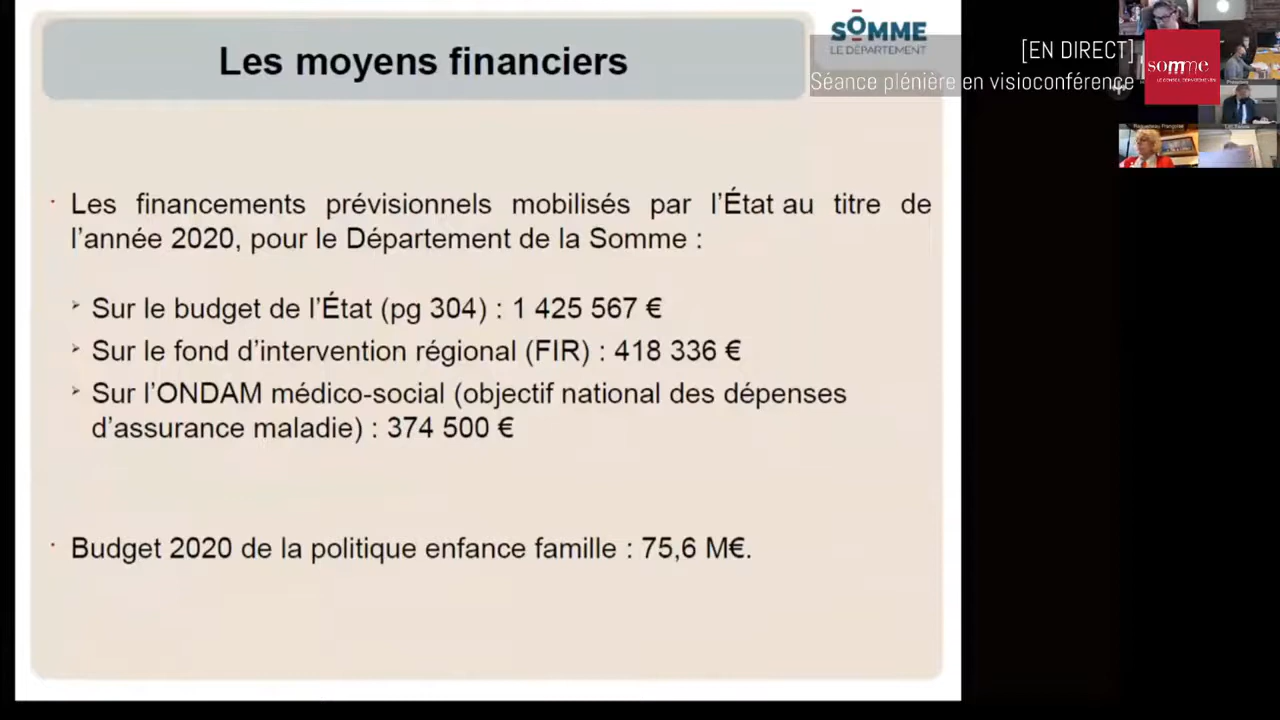 Les moyens financiers
SOMME
LE DÉPARTEMENT
[EN DIRECT]
Séance plénière en visioconférence
somme
LE CONSEIL DÉPARTEMENTAL
· Les financements prévisionnels mobilisés par l'État au titre de
l'année 2020, pour le Département de la Somme :
➢ Sur le budget de l'État (pg 304) : 1 425 567 €
➢ Sur le fond d'intervention régional (FIR) : 418 336 €
➢ Sur l'ONDAM médico-social (objectif national des dépenses
d'assurance maladie) : 374 500 €
· Budget 2020 de la politique enfance famille : 75,6 M€.